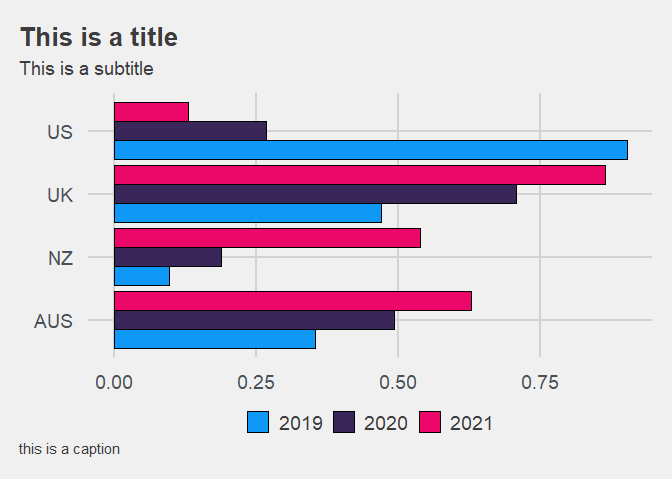 This is a title
This is a subtitle
US
UK
NZ
AUS
0.00 0.25 0.50 0.75
2019 2020 2021
this is a caption